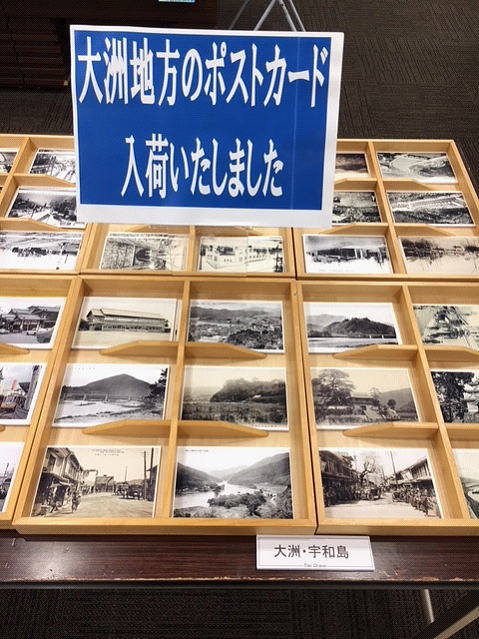 大洲地方のポストカード
入荷いたしました
大洲・宇和島